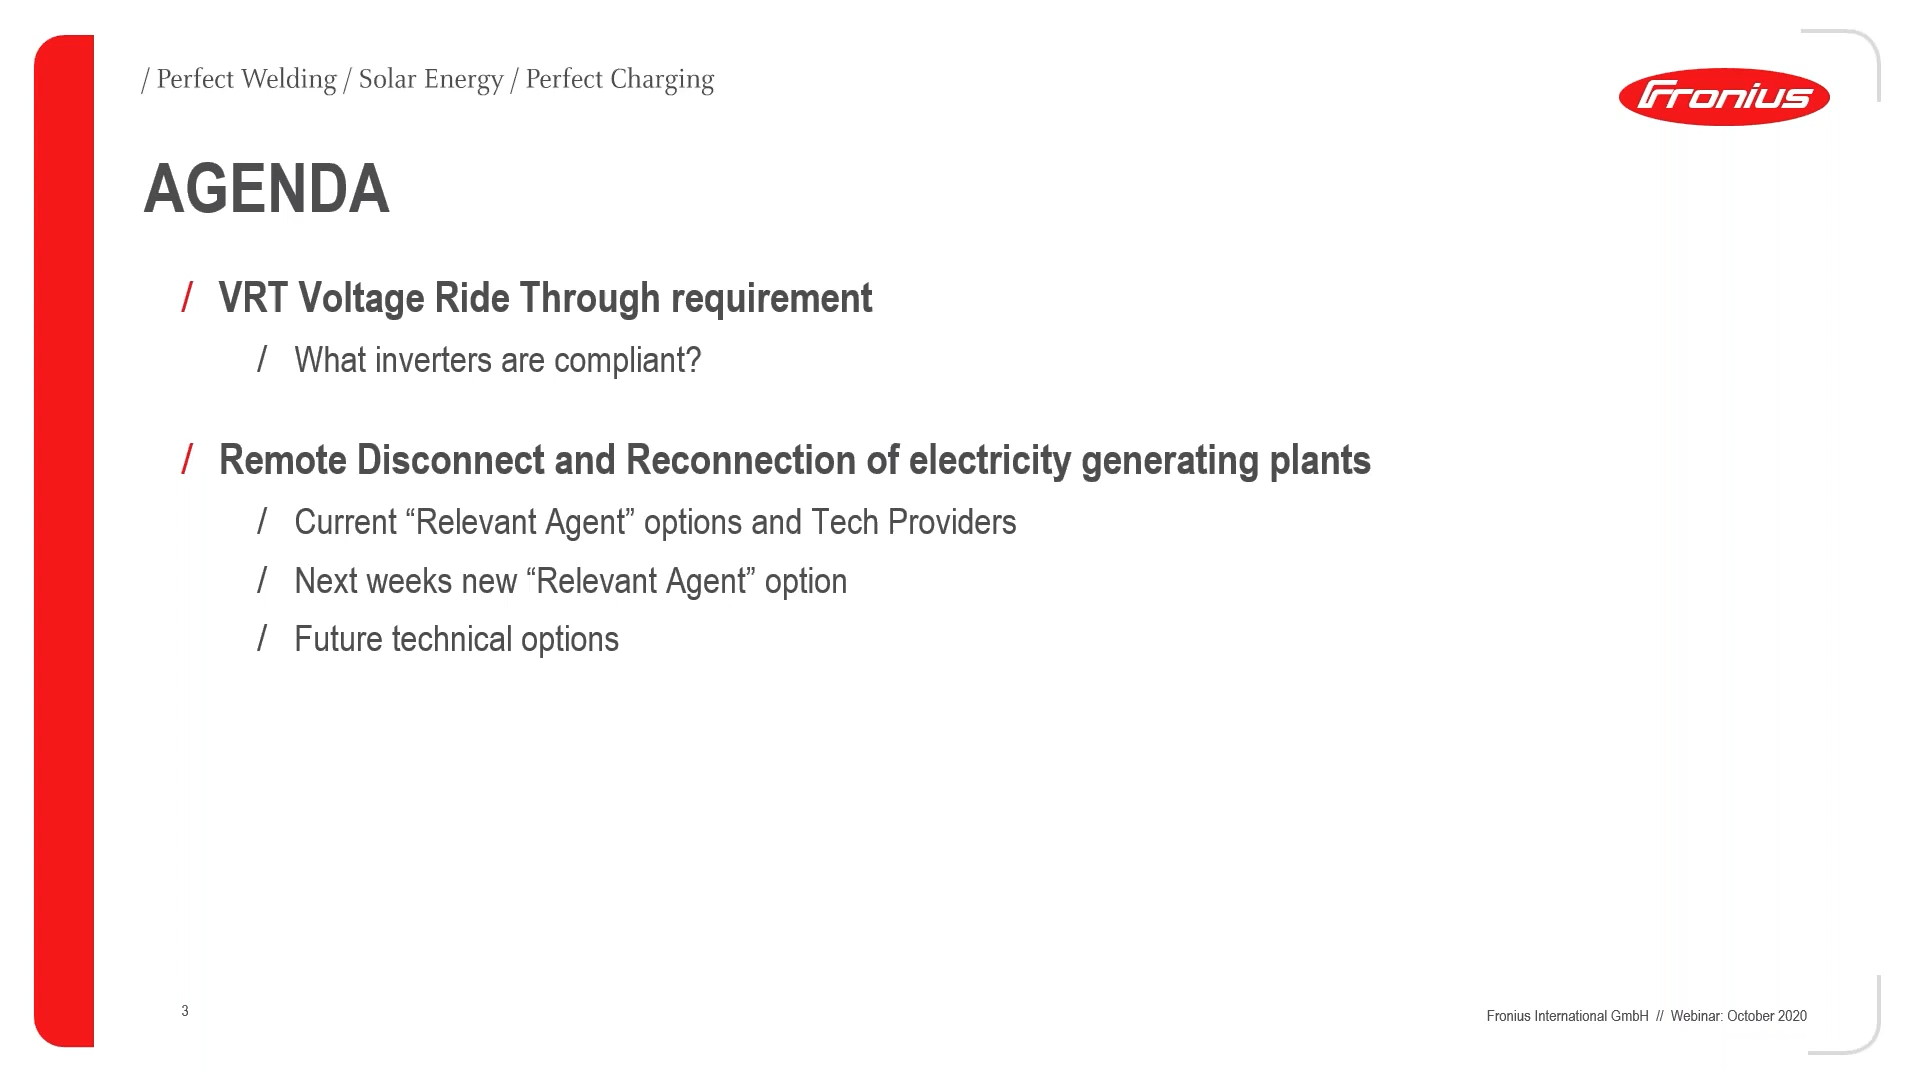 / Perfect Welding / Solar Energy / Perfect Charging
Fronius
AGENDA
/ VRT Voltage Ride Through requirement
/ What inverters are compliant?
/ Remote Disconnect and Reconnection of electricity generating plants
/ Current “Relevant Agent” options and Tech Providers
/ Next weeks new “Relevant Agent” option
/ Future technical options
3
Fronius International GmbH // Webinar: October 2020